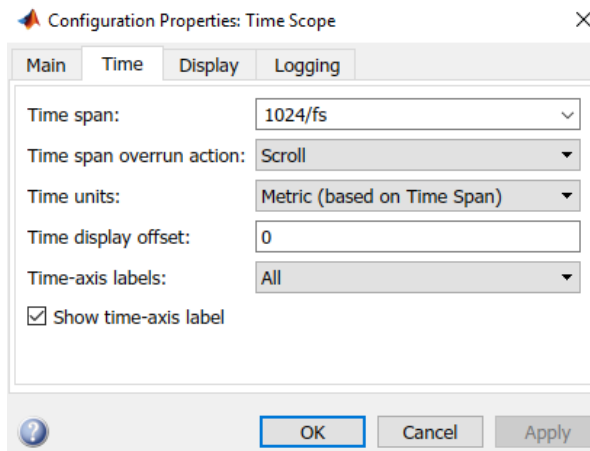 Configuration Properties: Time Scope
Main Time Display Logging
Time span: 1024/fs
Time span overrun action: Scroll
Time units: Metric (based on Time Span)
Time display offset: 0
Time-axis labels: All
Show time-axis label
? OK Cancel Apply